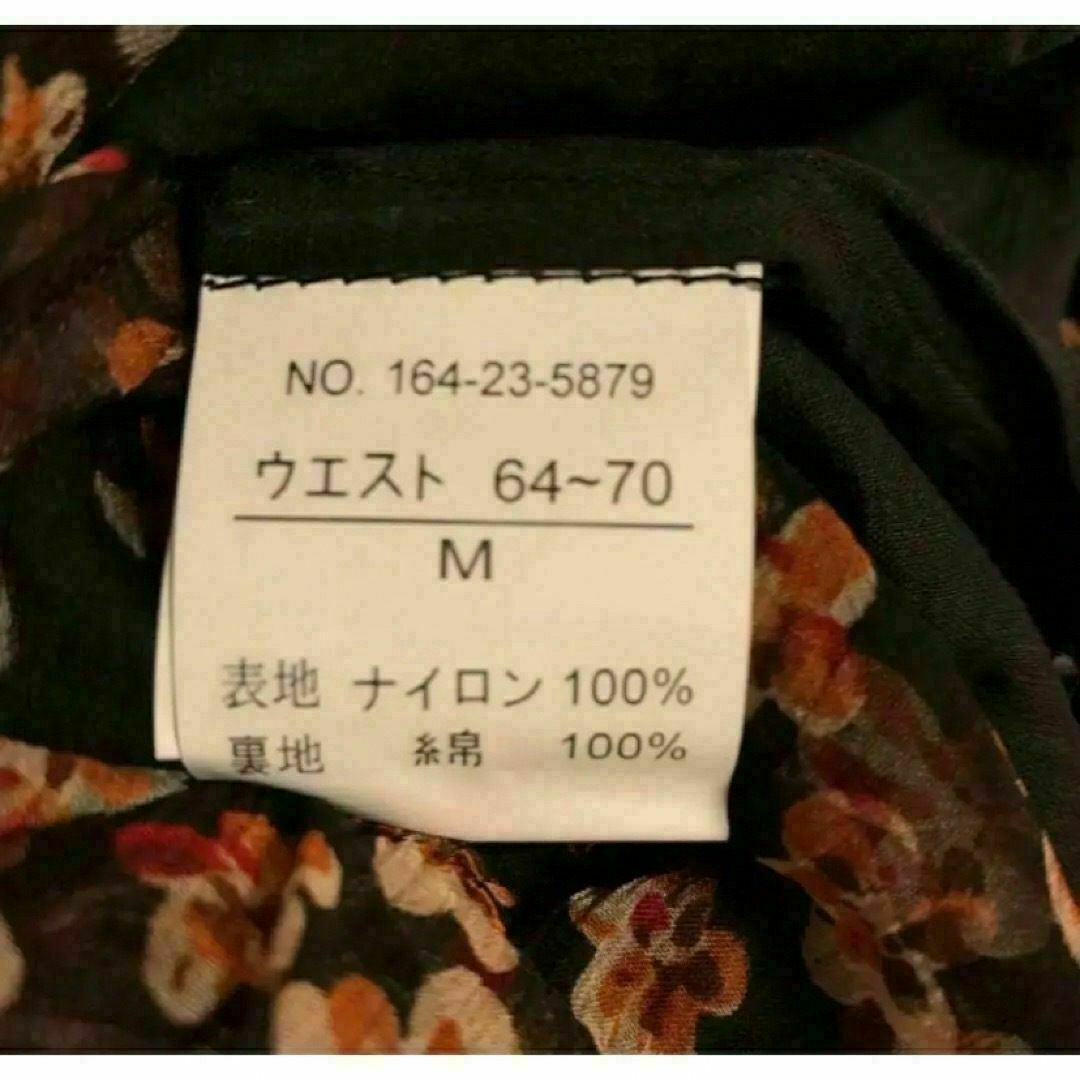 NO. 164-23-5879
ウエスト 64~70
M
表地 ナイロン 100%
裏地 綿 100%